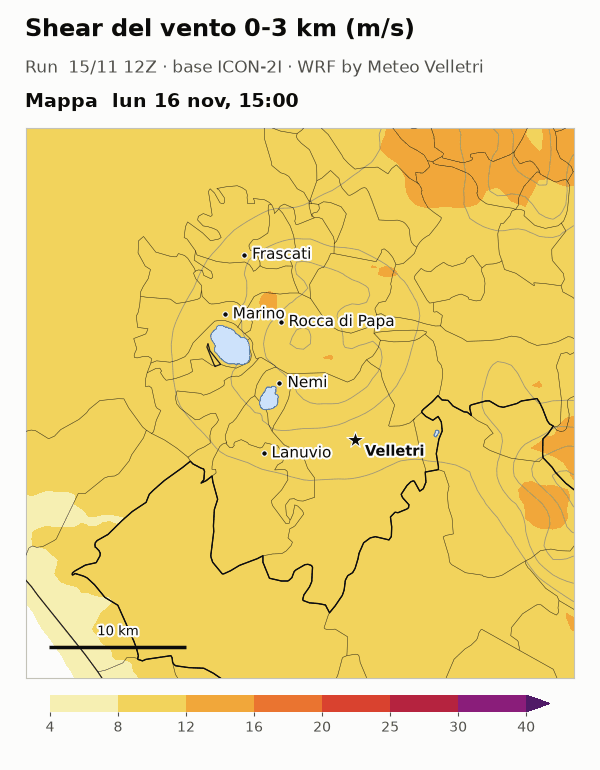 Shear del vento 0-3 km (m/s)
Run  15/11 12Z · base ICON-2I · WRF by Meteo Velletri
Mappa  lun 16 nov, 15:00
Frascati
Marino
Rocca di Papa
Nemi
Velletri
Lanuvio
10 km
4 8 12 16 20 25 30 40